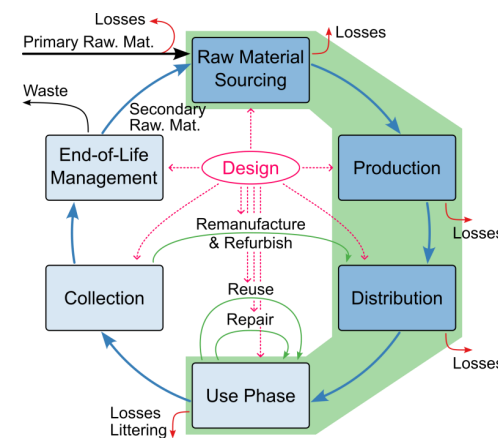 Losses
Losses
Primary Raw. Mat.
Raw Material
Sourcing
Waste
Secondary
Raw. Mat.
End-of-Life
Management
Design
Production
Remanufacture
& Refurbish
Losses
Collection
Reuse
Distribution
Repair
Losses
Use Phase
Losses
Littering